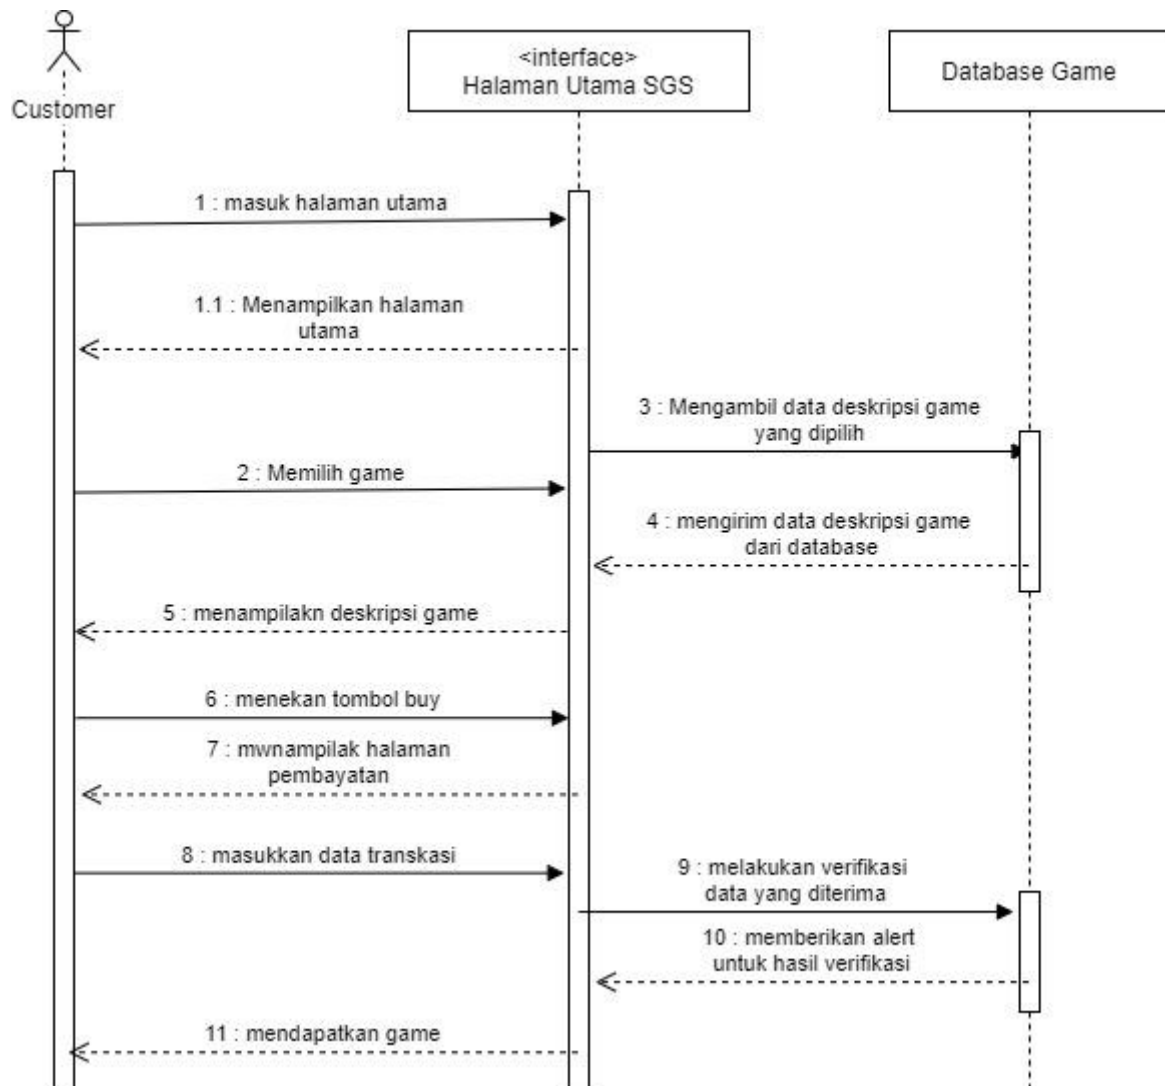 <interface>
Halaman Utama SGS
Database Game
Customer
1 : masuk halaman utama
1.1 : Menampilkan halaman
utama
3 : Mengambil data deskripsi game
yang dipilih
2 : Memilih game
4 : mengirim data deskripsi game
dari database
5 : menampilakn deskripsi game
6 : menekan tombol buy
7 : mwnampilak halaman
pembayatan
8 : masukkan data transkasi
9 : melakukan verifikasi
data yang diterima
10 : memberikan alert
untuk hasil verifikasi
11 : mendapatkan game